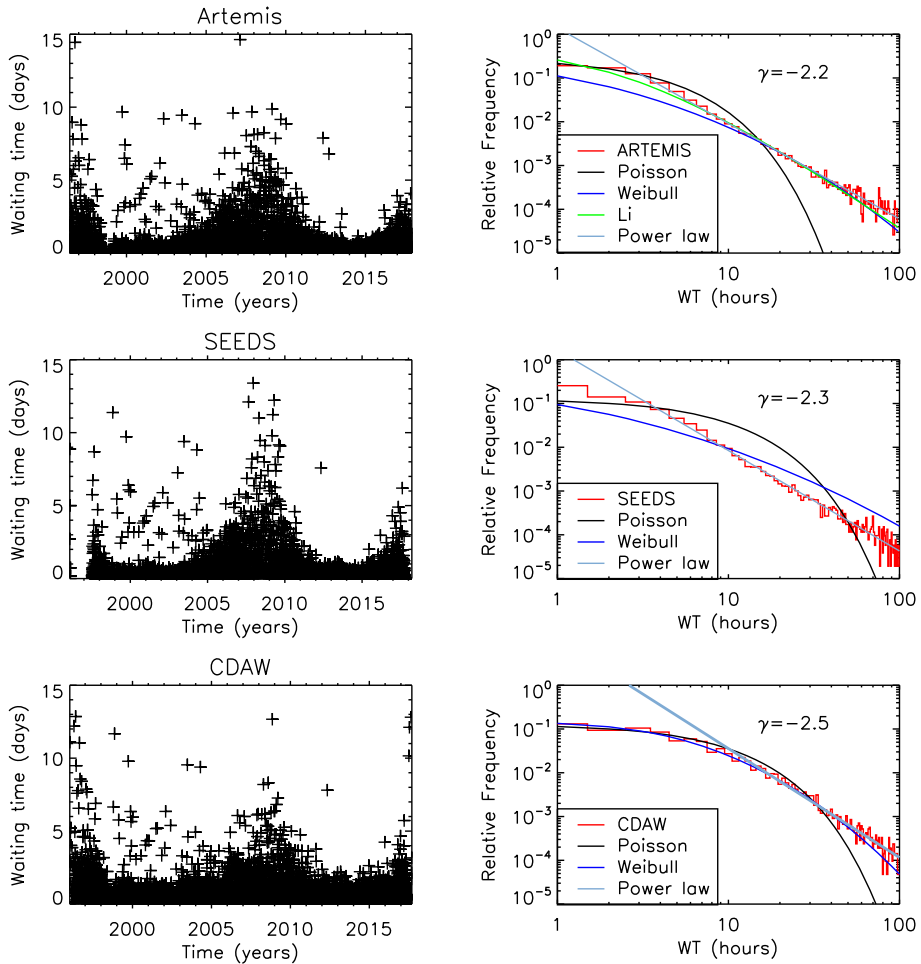 Artemis
Waiting time (days)
15
10
5
0
2000 2005 2010 2015
Time (years)
Relative Frequency
10^0
10^-1
10^-2
10^-3
10^-4
10^-5
γ=-2.2
ARTEMIS
Poisson
Weibull
Li
Power law
1 10 100
WT (hours)
SEEDS
Waiting time (days)
15
10
5
0
2000 2005 2010 2015
Time (years)
Relative Frequency
10^0
10^-1
10^-2
10^-3
10^-4
10^-5
γ=-2.3
SEEDS
Poisson
Weibull
Power law
1 10 100
WT (hours)
CDAW
Waiting time (days)
15
10
5
0
2000 2005 2010 2015
Time (years)
Relative Frequency
10^0
10^-1
10^-2
10^-3
10^-4
10^-5
γ=-2.5
CDAW
Poisson
Weibull
Power law
1 10 100
WT (hours)